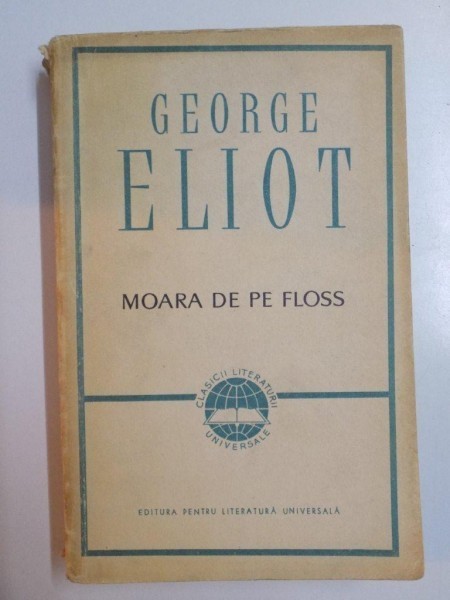 GEORGE
ELIOT
MOARA DE PE FLOSS
CLASICII LITERATURII
UNIVERSALE
EDITURA PENTRU LITERATURĂ UNIVERSALĂ